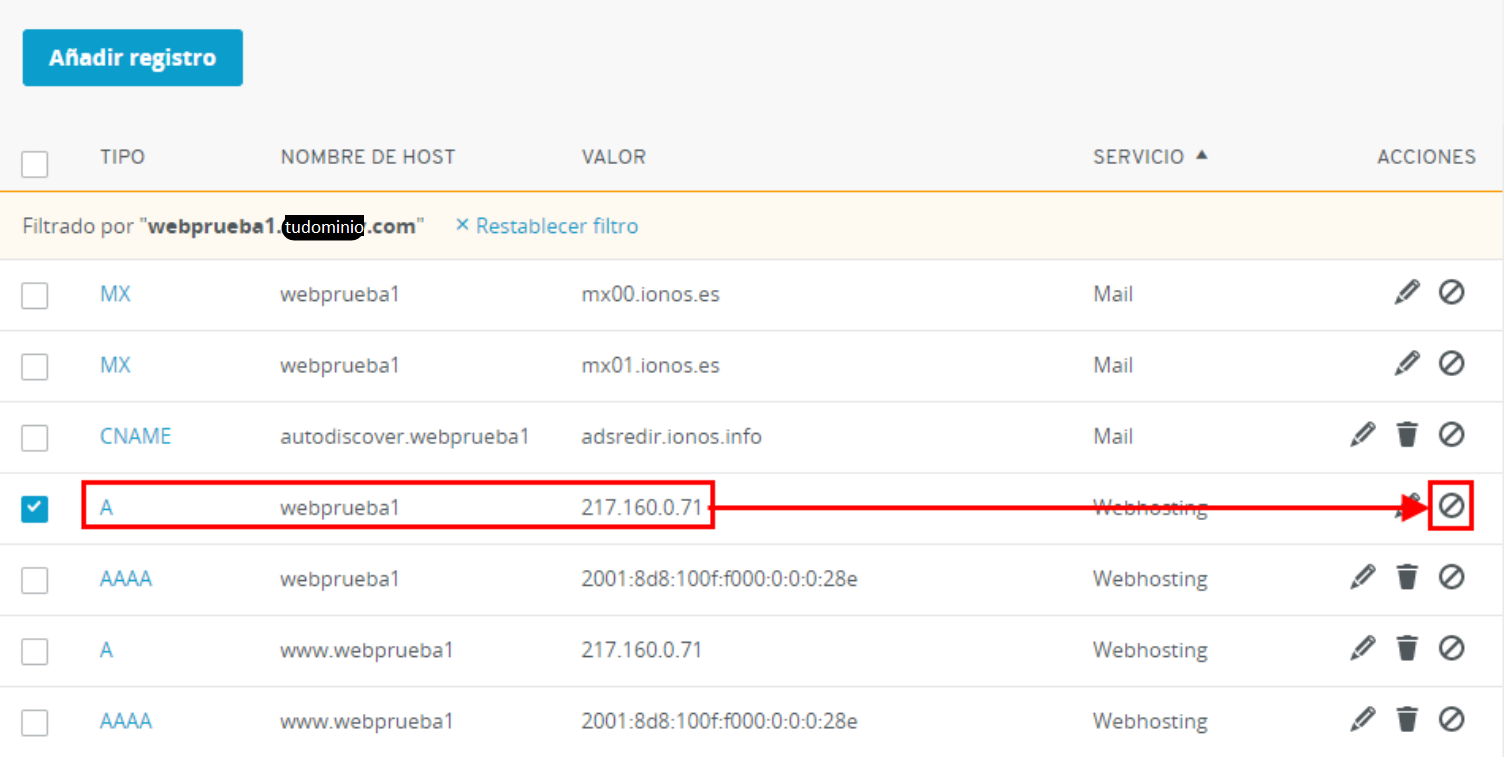 Añadir registro
TIPO NOMBRE DE HOST VALOR SERVICIO ▲ ACCIONES
Filtrado por "webprueba1.tudominio.com" × Restablecer filtro
MX webprueba1 mx00.ionos.es Mail
MX webprueba1 mx01.ionos.es Mail
CNAME autodiscover.webprueba1 adsredir.ionos.info Mail
A webprueba1 217.160.0.71 Webhosting
AAAA webprueba1 2001:8d8:100f:f000:0:0:0:28e Webhosting
A www.webprueba1 217.160.0.71 Webhosting
AAAA www.webprueba1 2001:8d8:100f:f000:0:0:0:28e Webhosting